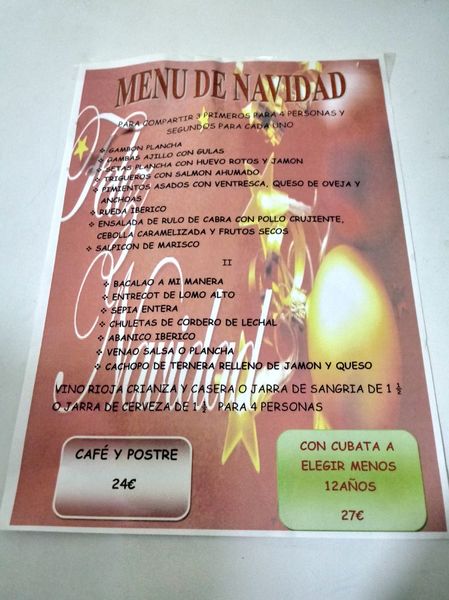 MENU DE NAVIDAD
PARA COMPARTIR 3 PRIMEROS PARA 4 PERSONAS Y
SEGUNDOS PARA CADA UNO
❖ GAMBON PLANCHA
❖ GAMBAS AJILLO CON GULAS
❖ SETAS PLANCHA CON HUEVO ROTOS Y JAMON
❖ TRIGUEROS CON SALMON AHUMADO
❖ PIMIENTOS ASADOS CON VENTRESCA, QUESO DE OVEJA Y
ANCHOAS
❖ RUEDA IBERICO
❖ ENSALADA DE RULO DE CABRA CON POLLO CRUJIENTE,
CEBOLLA CARAMELIZADA Y FRUTOS SECOS
❖ SALPICON DE MARISCO
II
❖ BACALAO A MI MANERA
❖ ENTRECOT DE LOMO ALTO
❖ SEPIA ENTERA
❖ CHULETAS DE CORDERO DE LECHAL
❖ ABANICO IBERICO
❖ VENAO SALSA O PLANCHA
❖ CACHOPO DE TERNERA RELLENO DE JAMON Y QUESO
VINO RIOJA CRIANZA Y CASERA O JARRA DE SANGRIA DE 1 ½
O JARRA DE CERVEZA DE 1 ½ PARA 4 PERSONAS
CAFÉ Y POSTRE
24€
CON CUBATA A
ELEGIR MENOS
12AÑOS
27€
Navidad